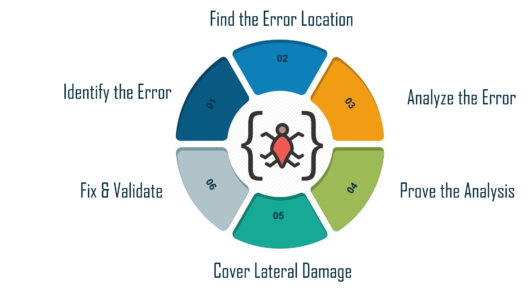 Find the Error Location
02
Identify the Error
01
03
Analyze the Error
{ }
Fix & Validate
06
04
Prove the Analysis
05
Cover Lateral Damage